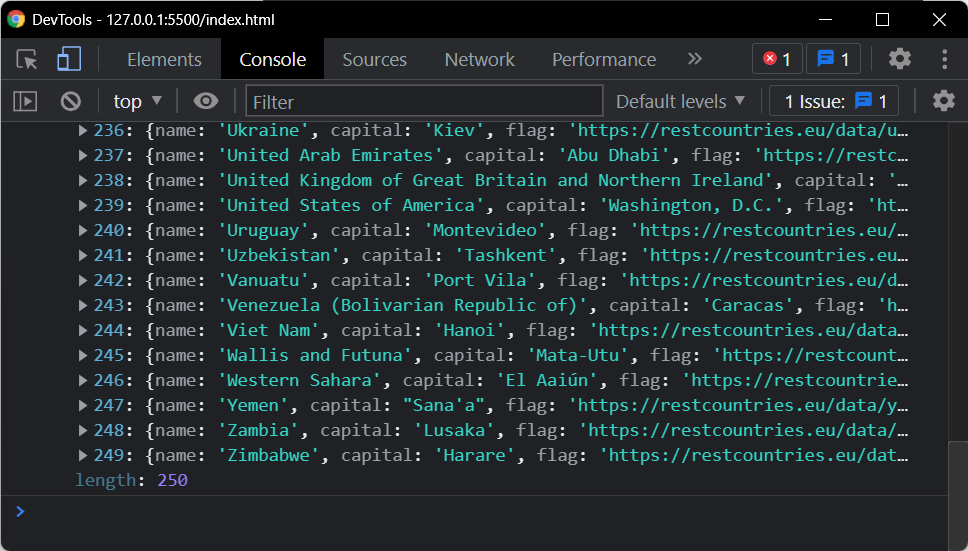 DevTools - 127.0.0.1:5500/index.html
Elements Console Sources Network Performance » 1 1
top Filter Default levels 1 Issue: 1
236: {name: 'Ukraine', capital: 'Kiev', flag: 'https://restcountries.eu/data/u…
237: {name: 'United Arab Emirates', capital: 'Abu Dhabi', flag: 'https://restc…
238: {name: 'United Kingdom of Great Britain and Northern Ireland', capital: '…
239: {name: 'United States of America', capital: 'Washington, D.C.', flag: 'ht…
240: {name: 'Uruguay', capital: 'Montevideo', flag: 'https://restcountries.eu/…
241: {name: 'Uzbekistan', capital: 'Tashkent', flag: 'https://restcountries.eu…
242: {name: 'Vanuatu', capital: 'Port Vila', flag: 'https://restcountries.eu/d…
243: {name: 'Venezuela (Bolivarian Republic of)', capital: 'Caracas', flag: 'h…
244: {name: 'Viet Nam', capital: 'Hanoi', flag: 'https://restcountries.eu/data…
245: {name: 'Wallis and Futuna', capital: 'Mata-Utu', flag: 'https://restcount…
246: {name: 'Western Sahara', capital: 'El Aaiún', flag: 'https://restcountrie…
247: {name: 'Yemen', capital: "Sana'a", flag: 'https://restcountries.eu/data/y…
248: {name: 'Zambia', capital: 'Lusaka', flag: 'https://restcountries.eu/data/…
249: {name: 'Zimbabwe', capital: 'Harare', flag: 'https://restcountries.eu/dat…
length: 250